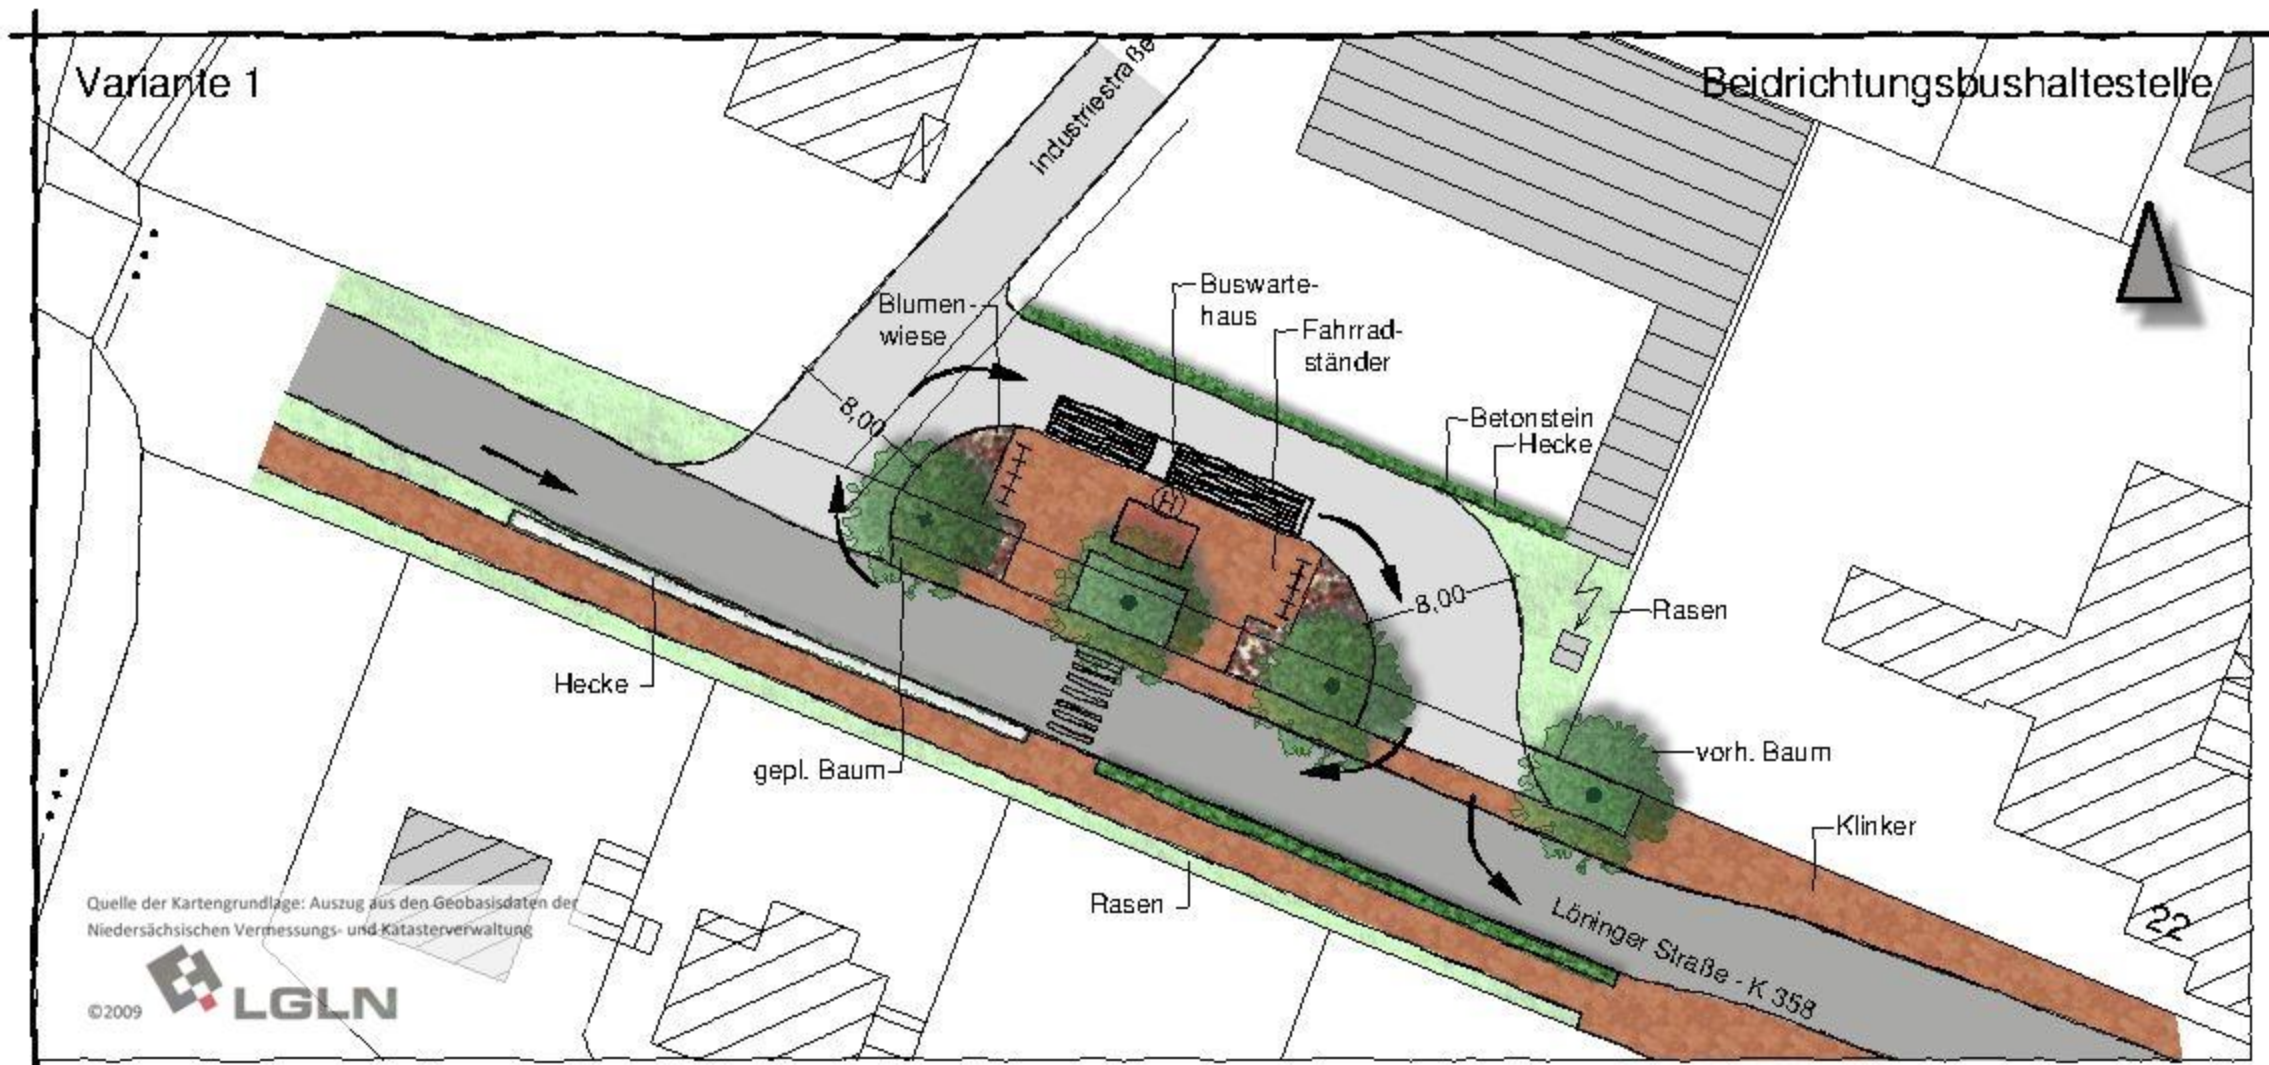 Variante 1
Beidrichtungsbushaltestelle
Industriestraße
Blumen-
wiese
Buswarte-
haus
Fahrrad-
ständer
8,00
Betonstein
Hecke
H
8,00
Rasen
Hecke
gepl. Baum
vorh. Baum
Klinker
Rasen
Löninger Straße - K 358
22
Quelle der Kartengrundlage: Auszug aus den Geobasisdaten der
Niedersächsischen Vermessungs- und Katasterverwaltung
©2009
LGLN